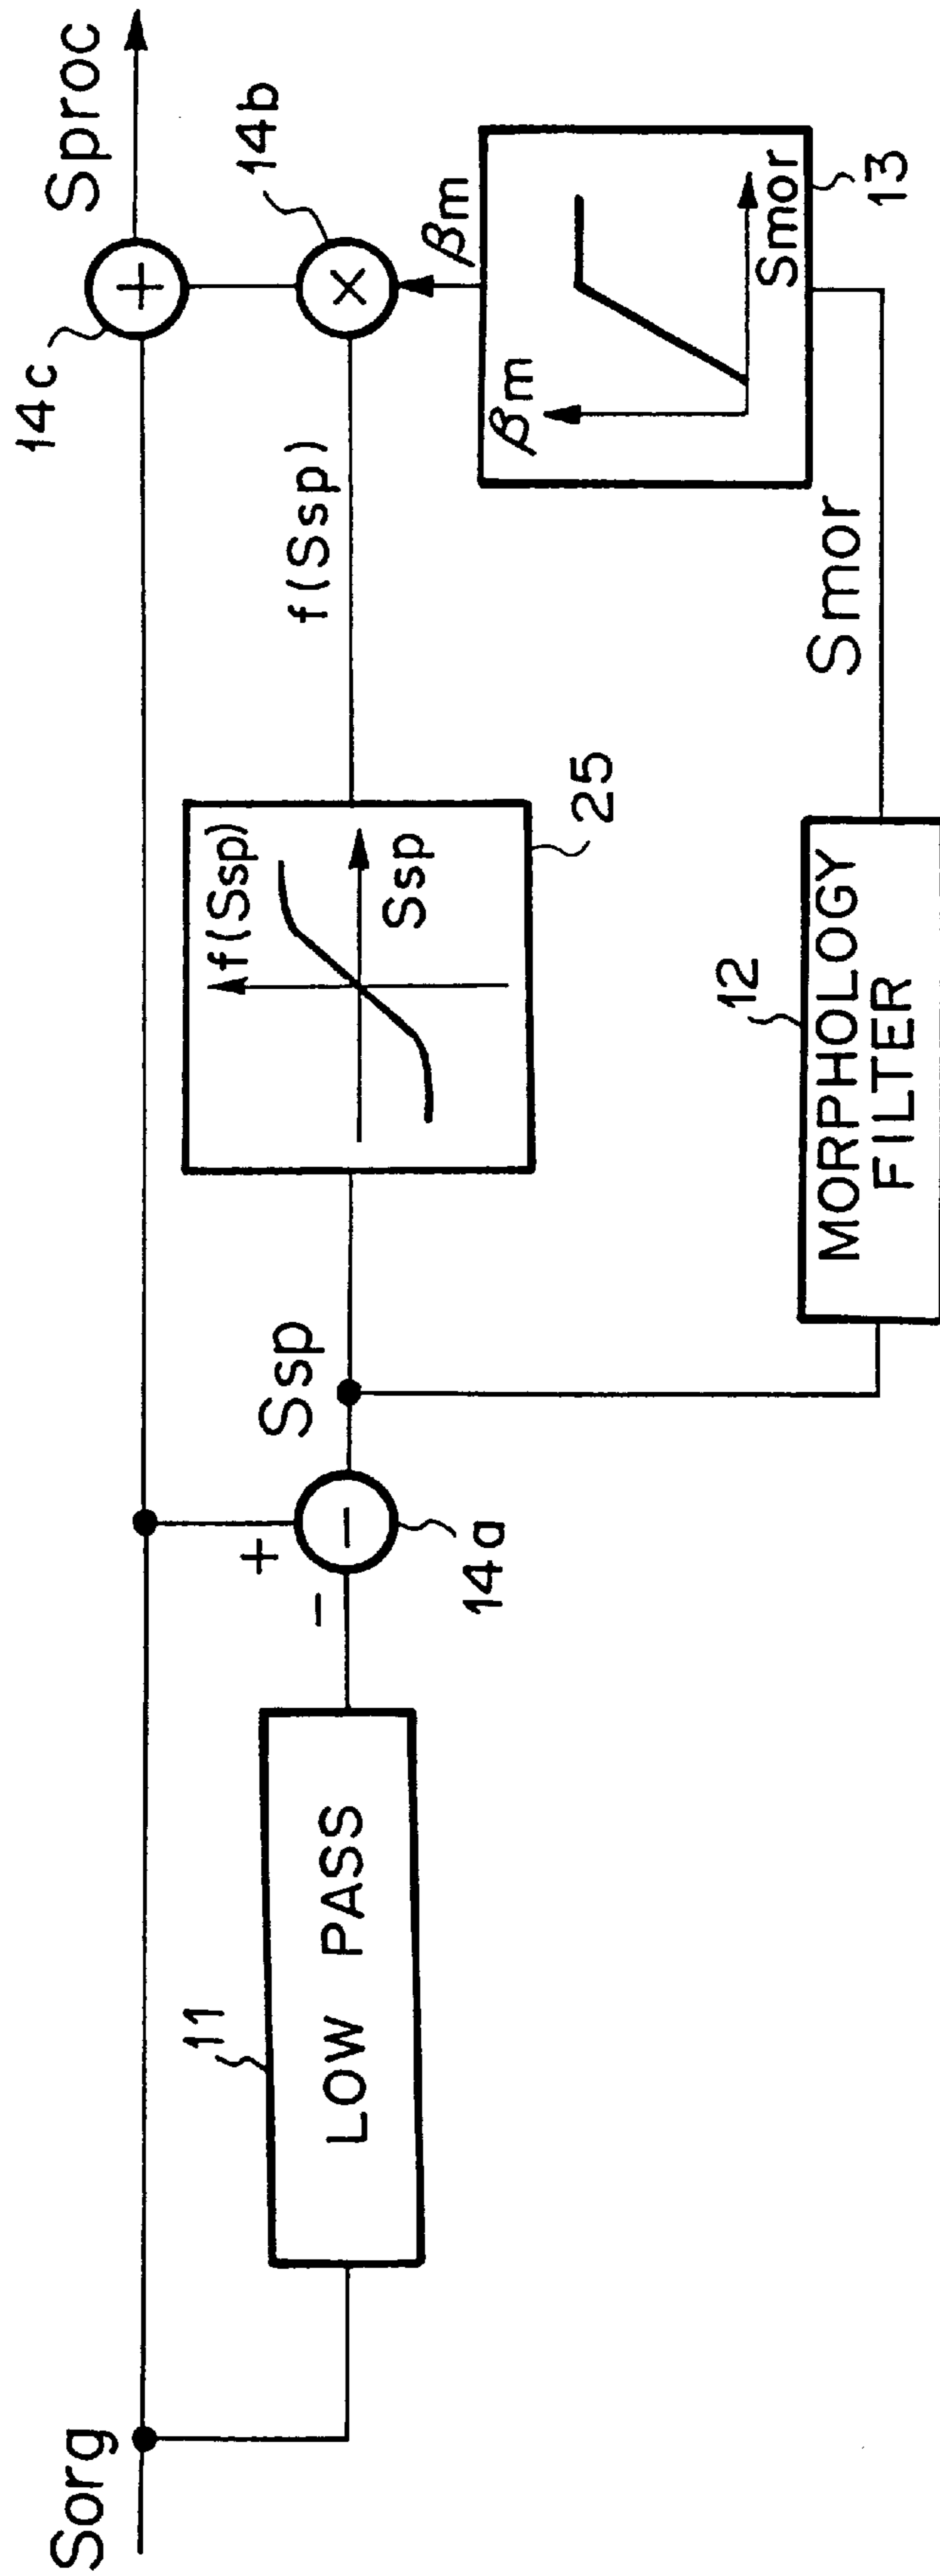 Sorg
11
LOW PASS
+
−
−
14a
Ssp
f(Ssp)
Ssp
25
12
MORPHOLOGY
FILTER
Smor
f(Ssp)
14c
+
Sproc
×
14b
βm
βm
Smor
13